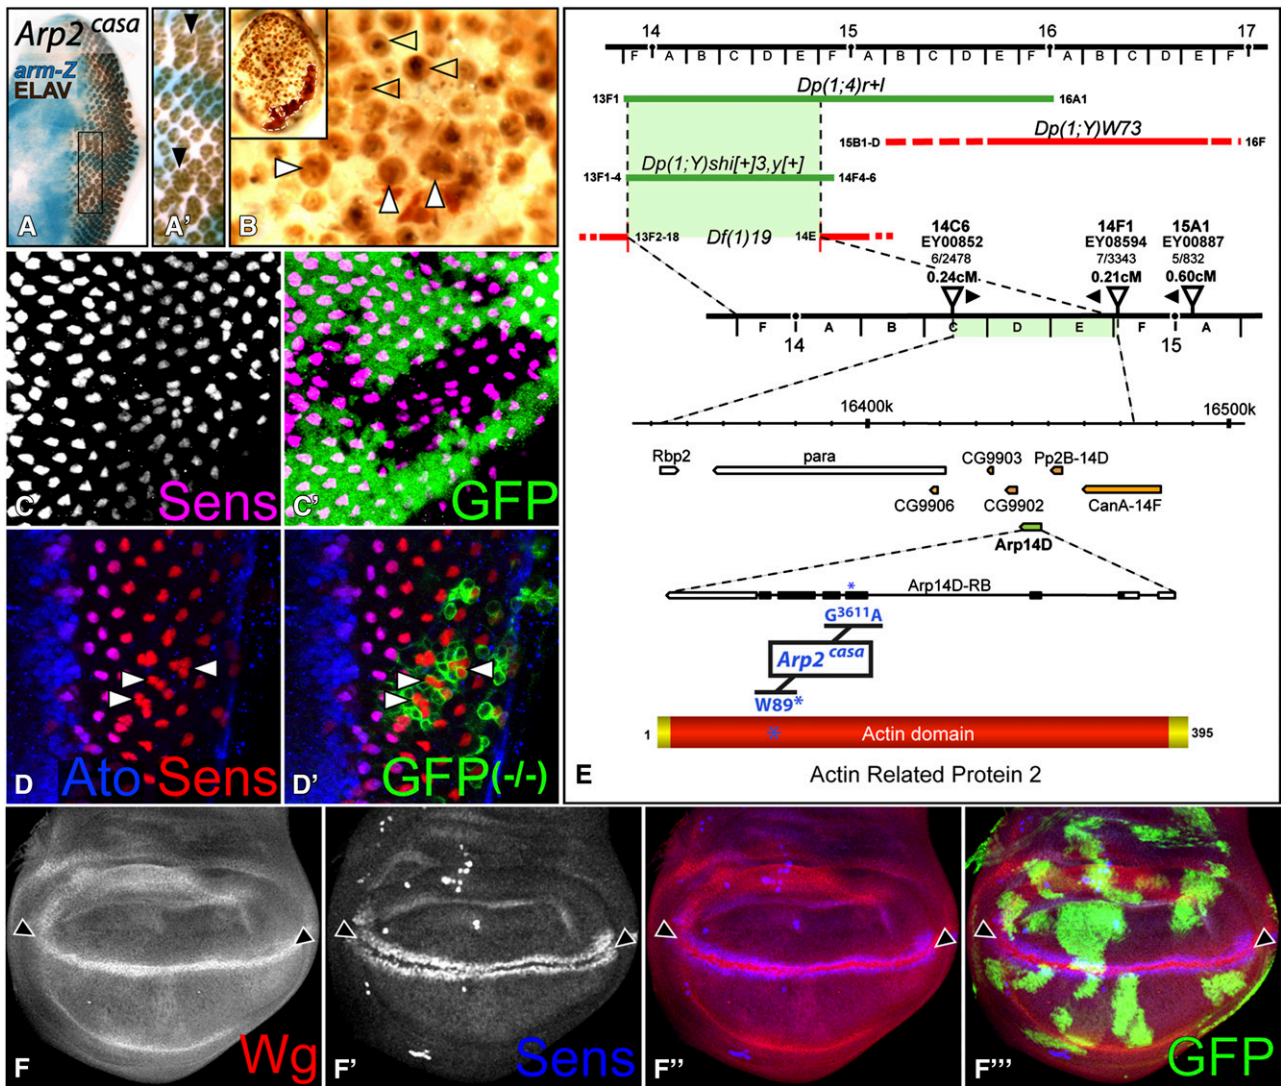 Arp2 casa
arm-Z
ELAV
A
A'
B
C
Sens
C'
GFP
D
Ato Sens
D'
GFP(-/-)
E
14 15 16 17
F A B C D E F A B C D E F A B C D E F
Dp(1;4)r+l
13F1
16A1
Dp(1;Y)W73
15B1-D
16F
Dp(1;Y)shi[+]3,y[+]
13F1-4
14F4-6
13F2-18
Df(1)19
14E
14C6
EY00852
6/2478
0.24cM
14F1
EY08594
7/3343
0.21cM
15A1
EY00887
5/832
0.60cM
F A B C D E F A
14 15
16400k
16500k
Rbp2
para
CG9903
Pp2B-14D
CG9906
CG9902
CanA-14F
Arp14D
Arp14D-RB
*
G3611A
Arp2 casa
W89*
1
Actin domain
*
395
Actin Related Protein 2
F
Wg
F'
Sens
F''
F'''
GFP